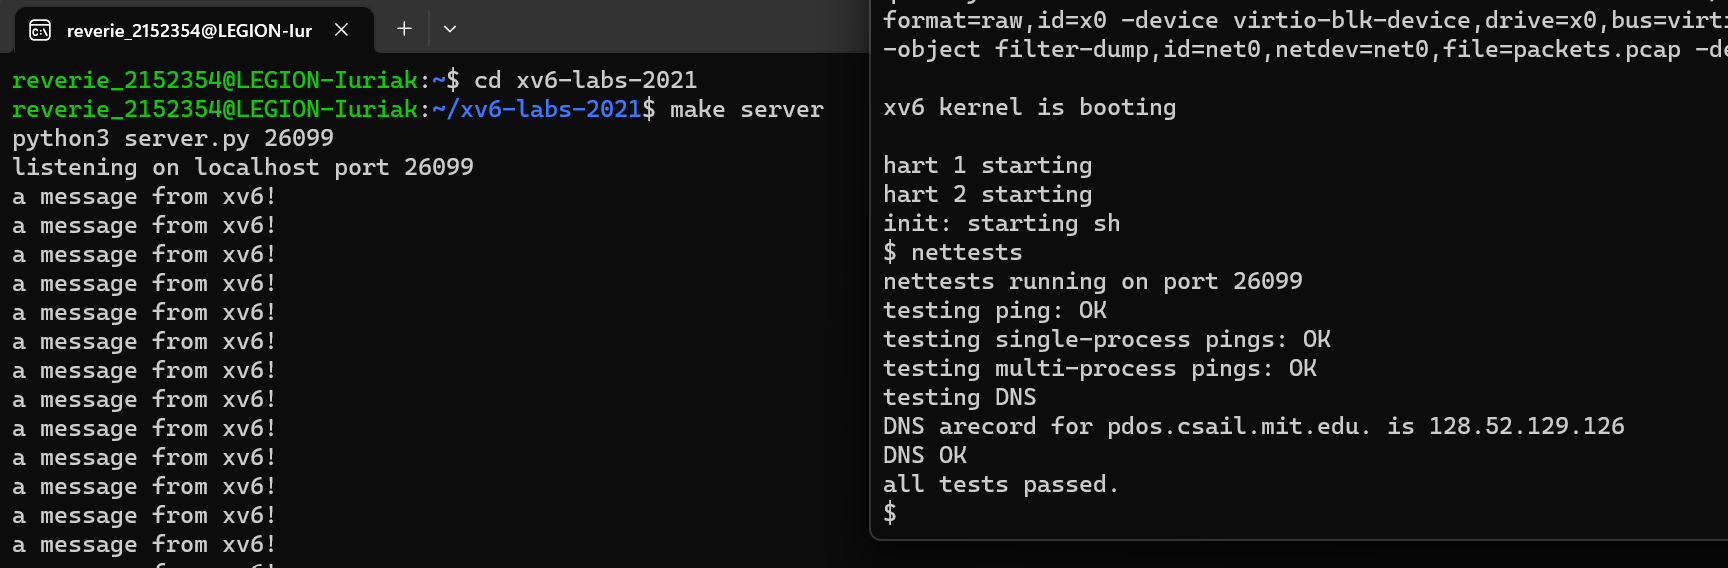 reverie_2152354@LEGION-Iur
reverie_2152354@LEGION-Iuriak:~$ cd xv6-labs-2021
reverie_2152354@LEGION-Iuriak:~/xv6-labs-2021$ make server
python3 server.py 26099
listening on localhost port 26099
a message from xv6!
a message from xv6!
a message from xv6!
a message from xv6!
a message from xv6!
a message from xv6!
a message from xv6!
a message from xv6!
a message from xv6!
a message from xv6!
a message from xv6!
a message from xv6!
a message from xv6!
format=raw,id=x0 -device virtio-blk-device,drive=x0,bus=virti
-object filter-dump,id=net0,netdev=net0,file=packets.pcap -de
xv6 kernel is booting
hart 1 starting
hart 2 starting
init: starting sh
$ nettests
nettests running on port 26099
testing ping: OK
testing single-process pings: OK
testing multi-process pings: OK
testing DNS
DNS arecord for pdos.csail.mit.edu. is 128.52.129.126
DNS OK
all tests passed.
$